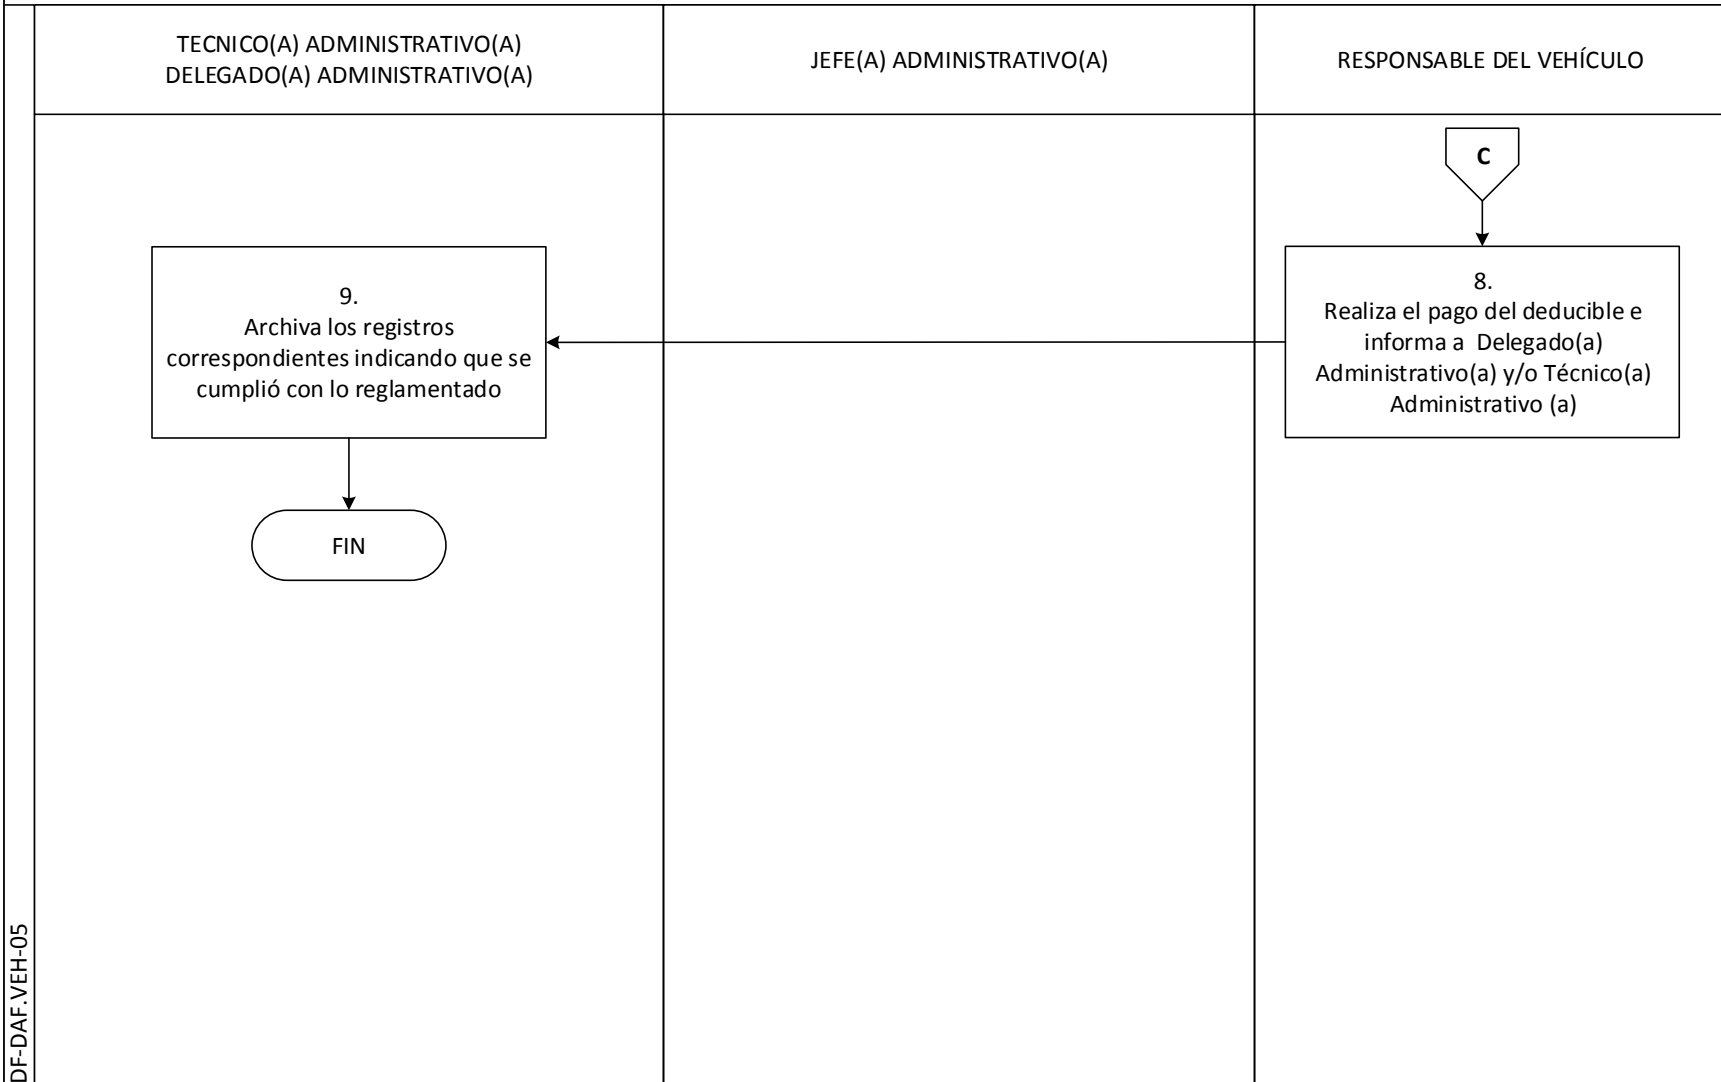 TECNICO(A) ADMINISTRATIVO(A)
DELEGADO(A) ADMINISTRATIVO(A)
JEFE(A) ADMINISTRATIVO(A)
RESPONSABLE DEL VEHÍCULO
C
8.
Realiza el pago del deducible e
informa a Delegado(a)
Administrativo(a) y/o Técnico(a)
Administrativo (a)
9.
Archiva los registros
correspondientes indicando que se
cumplió con lo reglamentado
FIN
DF-DAF.VEH-05